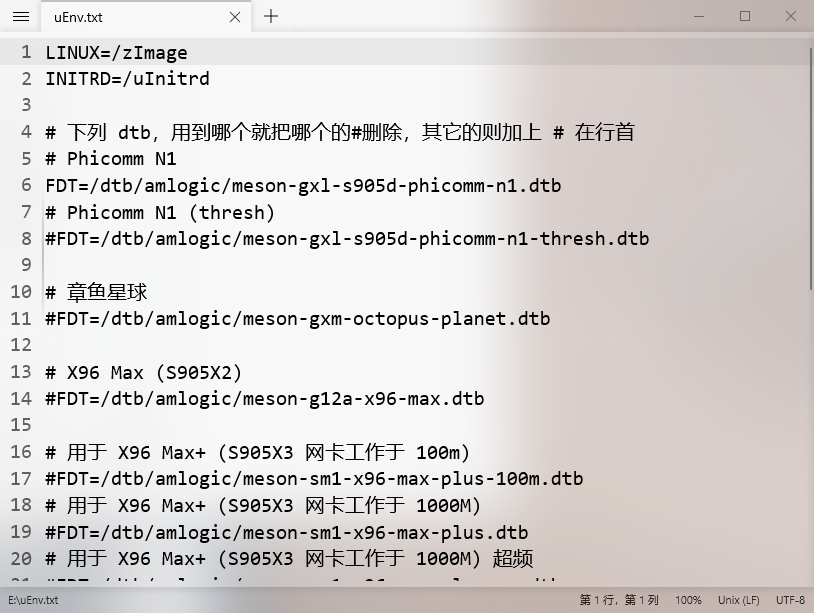 uEnv.txt
1 LINUX=/zImage
2 INITRD=/uInitrd
3
4 # 下列 dtb，用到哪个就把哪个的#删除，其它的则加上 # 在行首
5 # Phicomm N1
6 FDT=/dtb/amlogic/meson-gxl-s905d-phicomm-n1.dtb
7 # Phicomm N1 (thresh)
8 #FDT=/dtb/amlogic/meson-gxl-s905d-phicomm-n1-thresh.dtb
9
10 # 章鱼星球
11 #FDT=/dtb/amlogic/meson-gxm-octopus-planet.dtb
12
13 # X96 Max (S905X2)
14 #FDT=/dtb/amlogic/meson-g12a-x96-max.dtb
15
16 # 用于 X96 Max+ (S905X3 网卡工作于 100m)
17 #FDT=/dtb/amlogic/meson-sm1-x96-max-plus-100m.dtb
18 # 用于 X96 Max+ (S905X3 网卡工作于 1000M)
19 #FDT=/dtb/amlogic/meson-sm1-x96-max-plus.dtb
20 # 用于 X96 Max+ (S905X3 网卡工作于 1000M) 超频
E:\uEnv.txt 第 1 行，第 1 列 100% Unix (LF) UTF-8